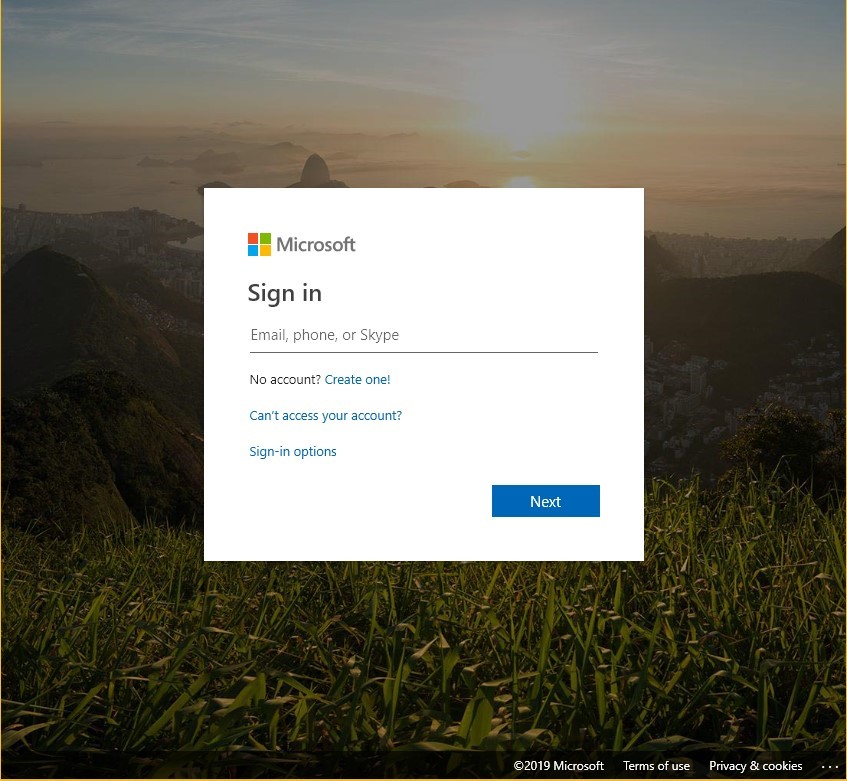 Microsoft
Sign in
Email, phone, or Skype
No account? Create one!
Can't access your account?
Sign-in options
Next
©2019 Microsoft Terms of use Privacy & cookies ...